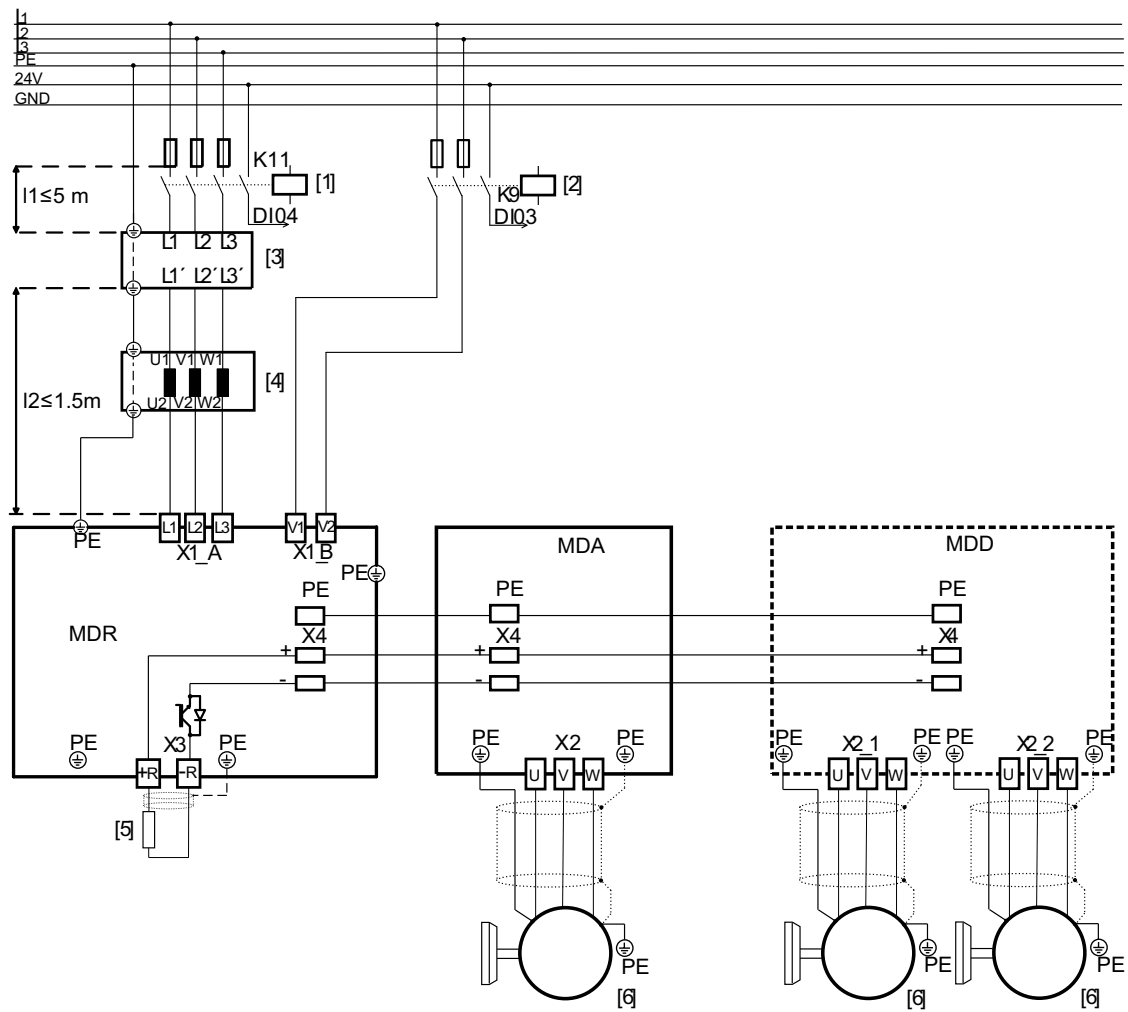 L1
L2
L3
PE
24V
GND
K11
[1]
[2]
l1≤5 m
K9
DI04
DI03
L1 L2 L3
[3]
L1´ L2´ L3´
U1 V1 W1
[4]
l2≤1.5m
U2 V2 W2
L1 L2 L3 V1 V2
PE X1_A X1_B
MDA
MDD
PE
PE PE PE
MDR
X4 X4 X4
+ + +
- - -
PE X3 PE
PE X2 PE
PE X2_1 PE PE X2_2 PE
+R -R
U V W
U V W
U V W
[5]
PE PE PE
[6] [6] [6]